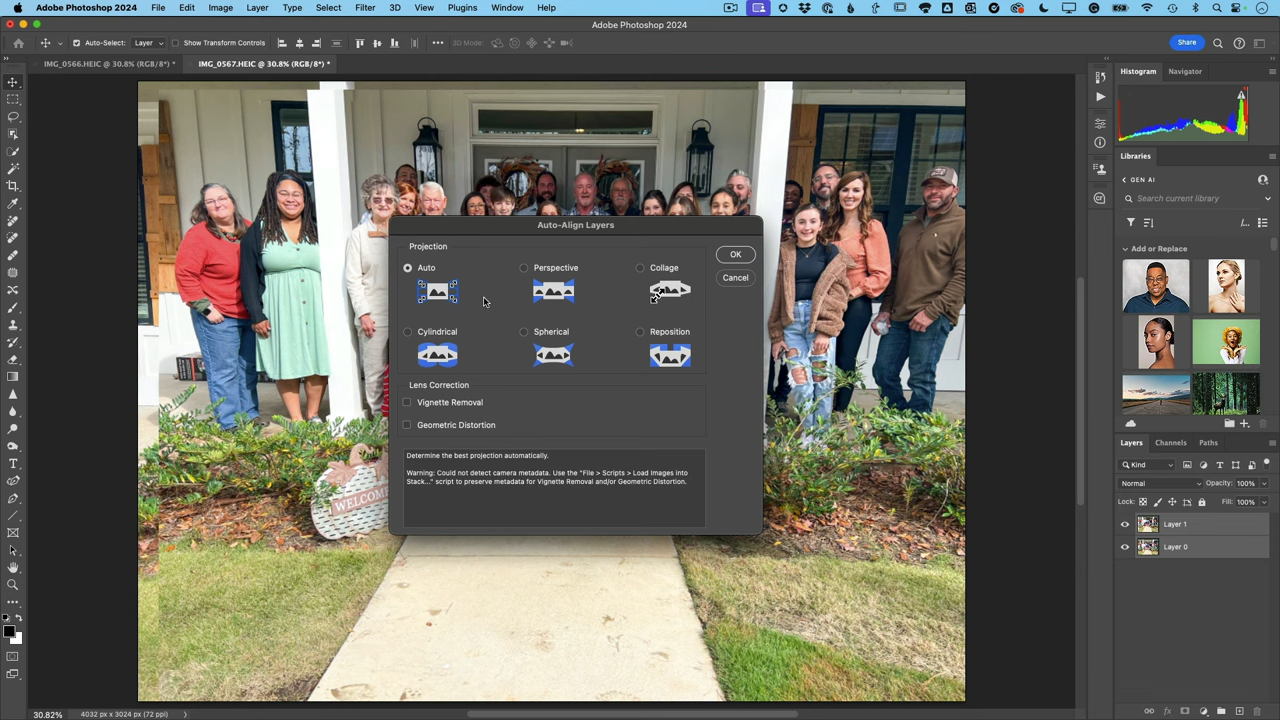 Adobe Photoshop 2024 File Edit Image Layer Type Select Filter 3D View Plugins Window Help
Adobe Photoshop 2024
Auto-Select: Layer Show Transform Controls ••• 3D Mode: Share
IMG_0566.HEIC @ 30.8% (RGB/8*) * IMG_0567.HEIC @ 30.8% (RGB/8*) *
Histogram Navigator
Libraries
GEN AI
Search current library
Add or Replace
Auto-Align Layers
Projection
OK
Auto Perspective Collage
Cancel
Cylindrical Spherical Reposition
Lens Correction
Vignette Removal
Geometric Distortion
Determine the best projection automatically.
Warning: Could not detect camera metadata. Use the "File > Scripts > Load Images into
Stack..." script to preserve metadata for Vignette Removal and/or Geometric Distortion.
WELCOME
Layers Channels Paths
Kind
Normal Opacity: 100%
Lock: Fill: 100%
Layer 1
Layer 0
30.82% 4032 px x 3024 px (72 ppi)